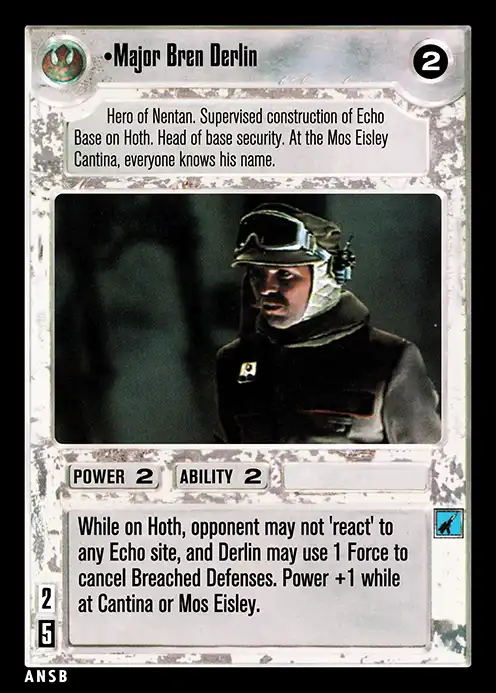 •Major Bren Derlin
2
Hero of Nentan. Supervised construction of Echo
Base on Hoth. Head of base security. At the Mos Eisley
Cantina, everyone knows his name.
POWER 2 ABILITY 2
While on Hoth, opponent may not 'react' to
any Echo site, and Derlin may use 1 Force to
cancel Breached Defenses. Power +1 while
at Cantina or Mos Eisley.
2
5
ANSB